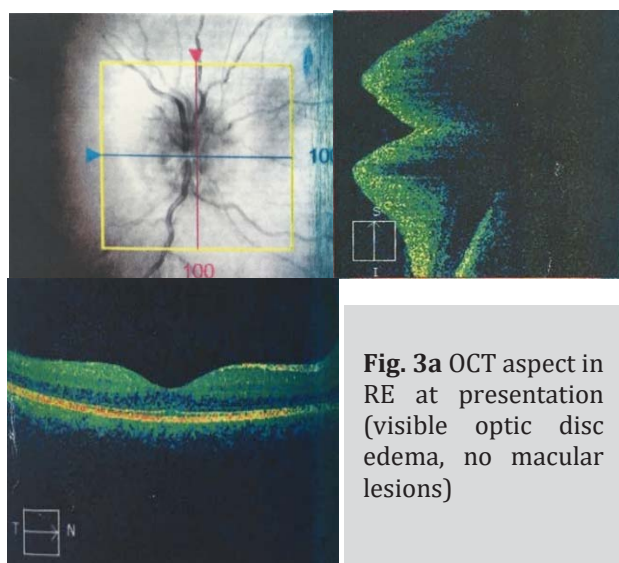 100
100
S
I
T N
Fig. 3a OCT aspect in
RE at presentation
(visible optic disc
edema, no macular
lesions)